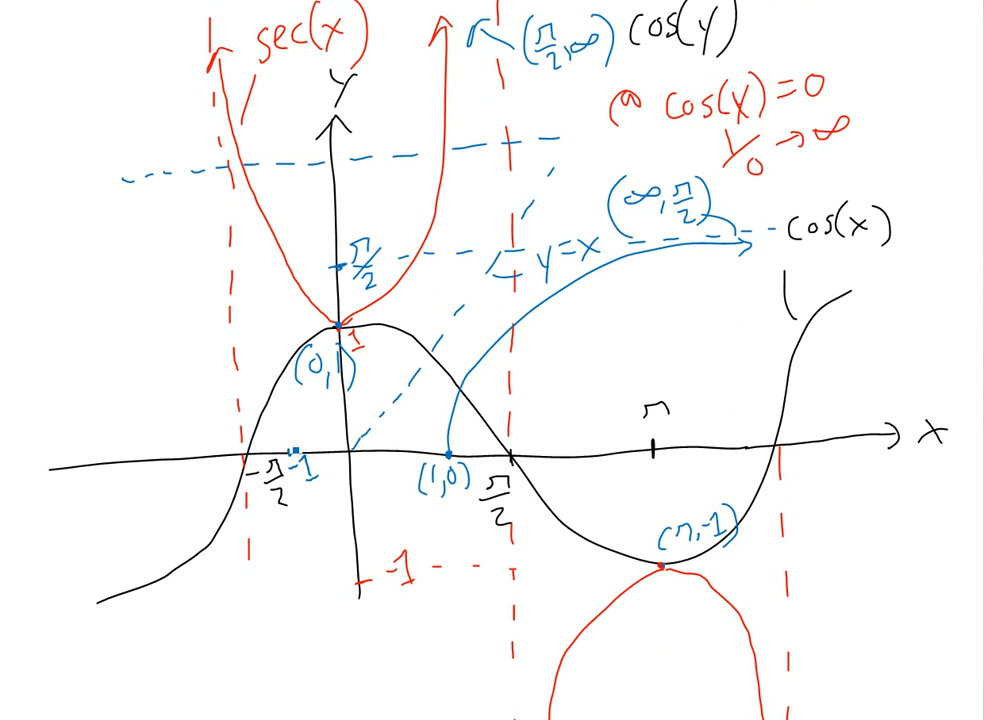 sec(x)
(π/2, ∞)
cos(y)
@ cos(x)=0
1/0 → ∞
y
(∞, π/2)
cos(x)
π/2
y=x
1
(0,1)
π
x
-π/2
-1
(1,0)
π/2
(π,-1)
-1